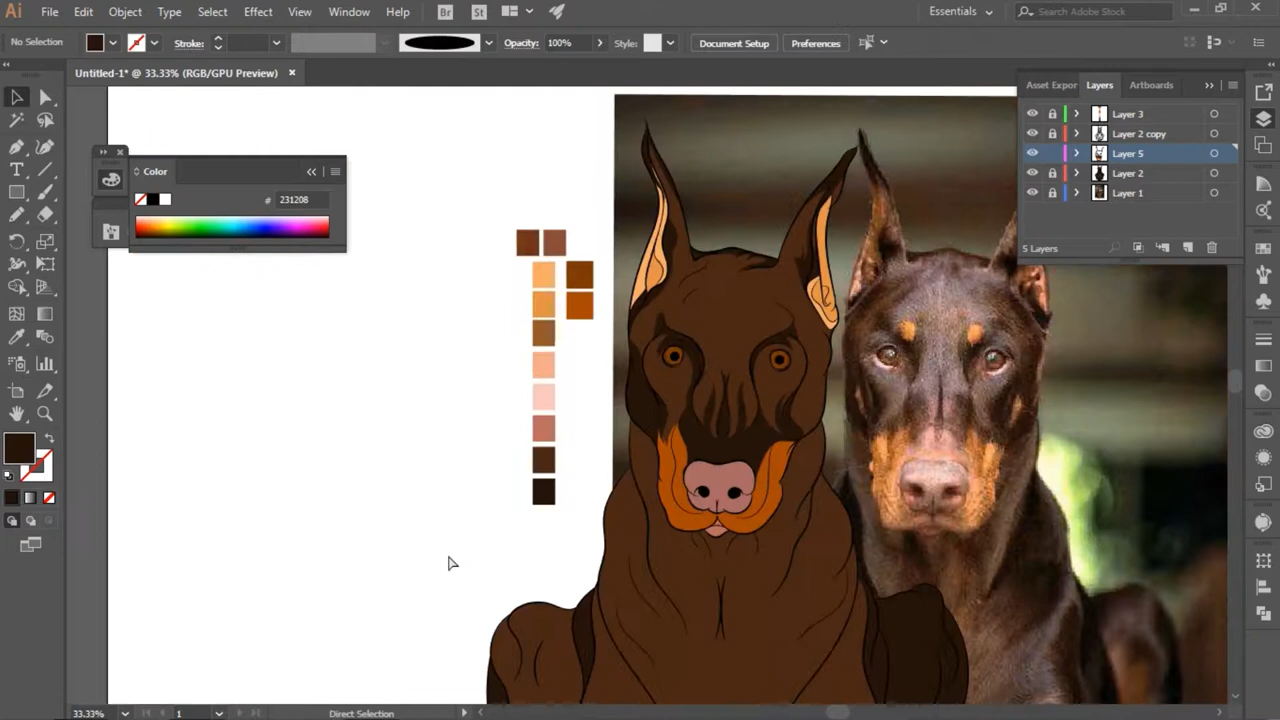 Ai File Edit Object Type Select Effect View Window Help Br St Essentials Search Adobe Stock
No Selection Stroke: Opacity: 100% Style: Document Setup Preferences
Untitled-1* @ 33.33% (RGB/GPU Preview)
Asset Expor Layers Artboards
Layer 3
Layer 2 copy
Layer 5
Layer 2
Layer 1
5 Layers
Color
# 231208
33.33% 1 Direct Selection